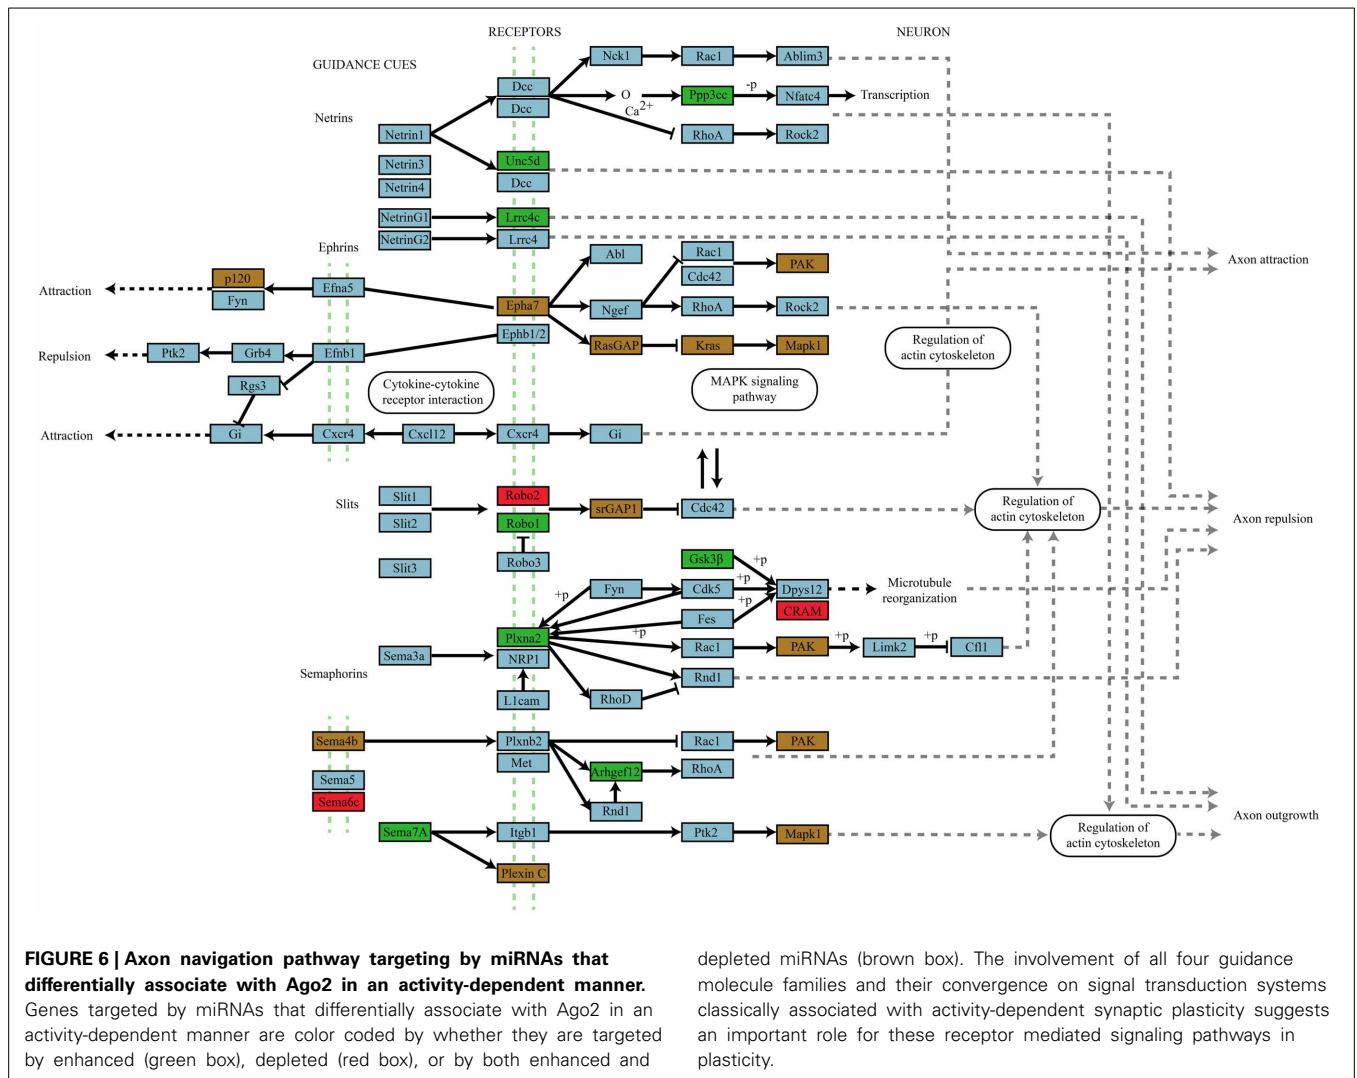 RECEPTORS
NEURON
GUIDANCE CUES
Nck1
Rac1
Ablim3
Dcc
Dcc
O
Ca2+
Ppp3cc
-p
Nfatc4
Transcription
Netrins
Netrin1
RhoA
Rock2
Netrin3
Netrin4
Unc5d
Dcc
NetrinG1
Lrrc4c
NetrinG2
Lrrc4
Ephrins
Abl
Rac1
Cdc42
PAK
Axon attraction
p120
Fyn
Efna5
Attraction
Epha7
Ngef
RhoA
Rock2
Ephb1/2
RasGAP
Kras
Mapk1
Regulation of
actin cytoskeleton
Repulsion
Ptk2
Grb4
Efnb1
Rgs3
Cytokine-cytokine
receptor interaction
MAPK signaling
pathway
Attraction
Gi
Cxcr4
Cxcl12
Cxcr4
Gi
Slits
Slit1
Slit2
Slit3
Robo2
Robo1
Robo3
srGAP1
Cdc42
Regulation of
actin cytoskeleton
Axon repulsion
Gsk3β
+p
Fyn
+p
Cdk5
+p
Dpys12
CRAM
Microtubule
reorganization
Fes
+p
+p
Plxna2
NRP1
Sema3a
Rac1
PAK
+p
Limk2
+p
Cfl1
Semaphorins
L1cam
RhoD
Rnd1
Sema4b
Plxnb2
Met
Rac1
PAK
Sema5
Sema6c
Arhgef12
RhoA
Rnd1
Sema7A
Itgb1
Ptk2
Mapk1
Regulation of
actin cytoskeleton
Axon outgrowth
Plexin C
FIGURE 6 | Axon navigation pathway targeting by miRNAs that
differentially associate with Ago2 in an activity-dependent manner.
Genes targeted by miRNAs that differentially associate with Ago2 in an
activity-dependent manner are color coded by whether they are targeted
by enhanced (green box), depleted (red box), or by both enhanced and
depleted miRNAs (brown box). The involvement of all four guidance
molecule families and their convergence on signal transduction systems
classically associated with activity-dependent synaptic plasticity suggests
an important role for these receptor mediated signaling pathways in
plasticity.